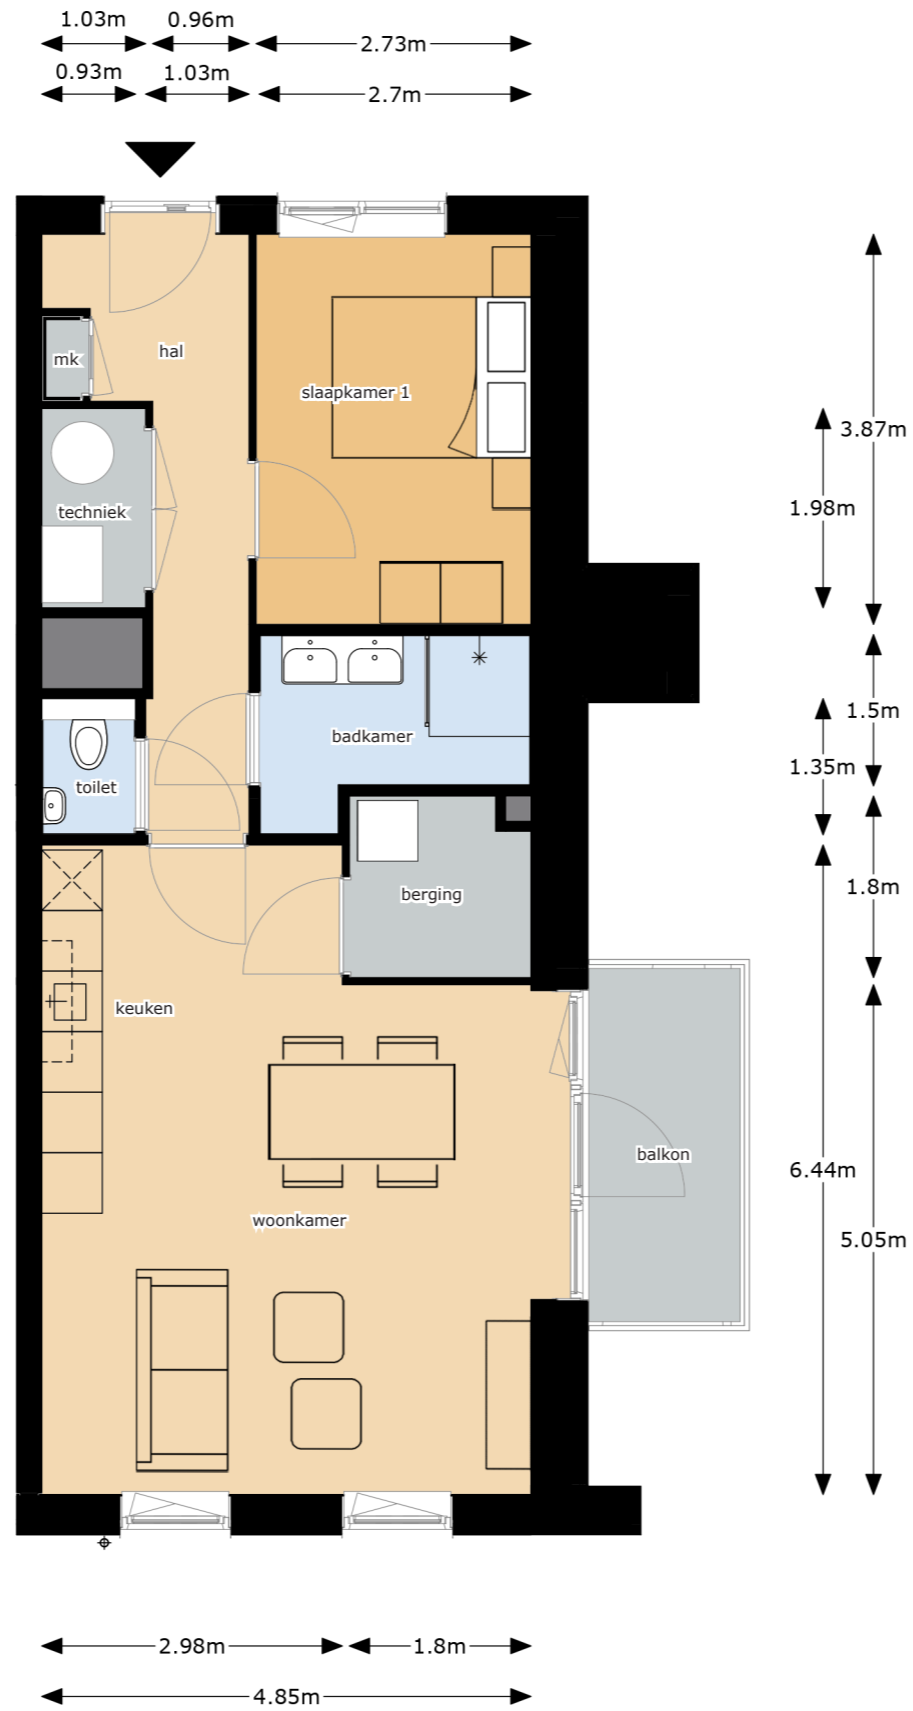 1.03m 0.96m 2.73m
0.93m 1.03m 2.7m
mk
hal
slaapkamer 1
3.87m
1.98m
techniek
badkamer
1.5m
toilet
1.35m
berging
1.8m
keuken
balkon
6.44m
woonkamer
5.05m
2.98m 1.8m
4.85m